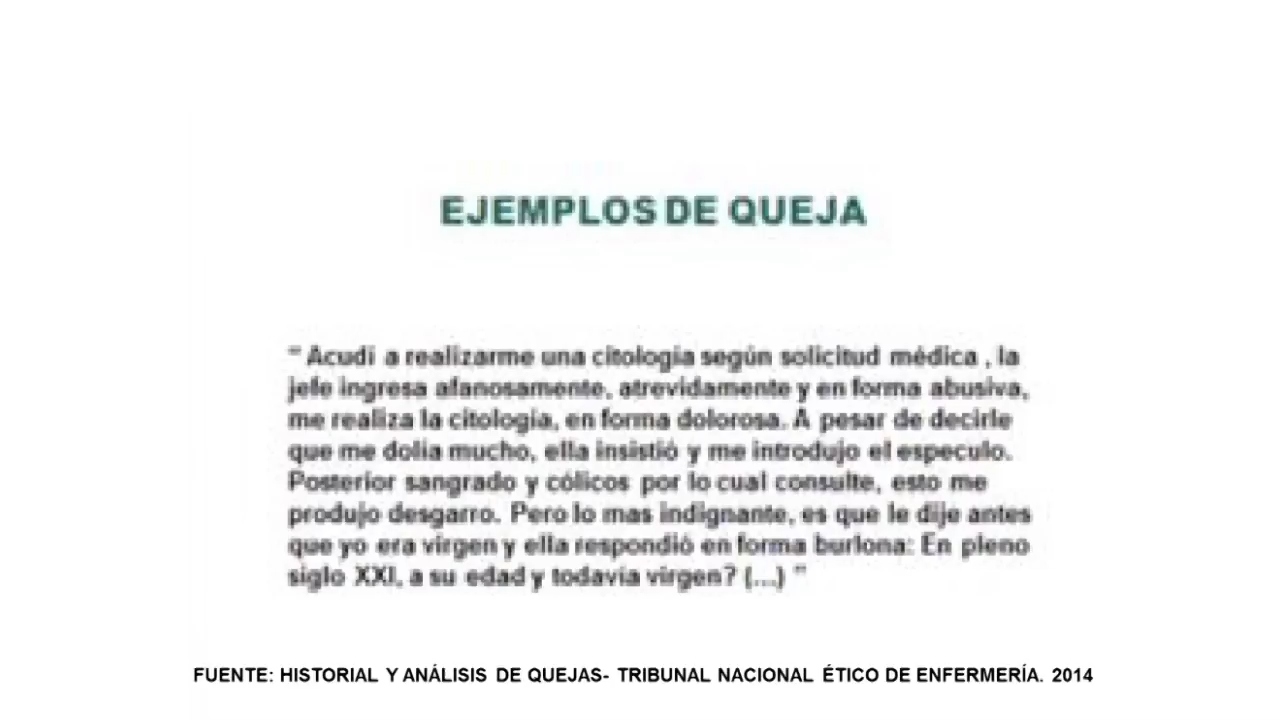 EJEMPLOS DE QUEJA
" Acudí a realizarme una citología según solicitud médica , la
jefe ingresa afanosamente, atrevidamente y en forma abusiva,
me realiza la citología, en forma dolorosa. A pesar de decirle
que me dolía mucho, ella insistió y me introdujo el especulo.
Posterior sangrado y cólicos por lo cual consulte, esto me
produjo desgarro. Pero lo mas indignante, es que le dije antes
que yo era virgen y ella respondió en forma burlona: En pleno
siglo XXI, a su edad y todavía virgen? (...) "
FUENTE: HISTORIAL Y ANÁLISIS DE QUEJAS- TRIBUNAL NACIONAL ÉTICO DE ENFERMERÍA. 2014